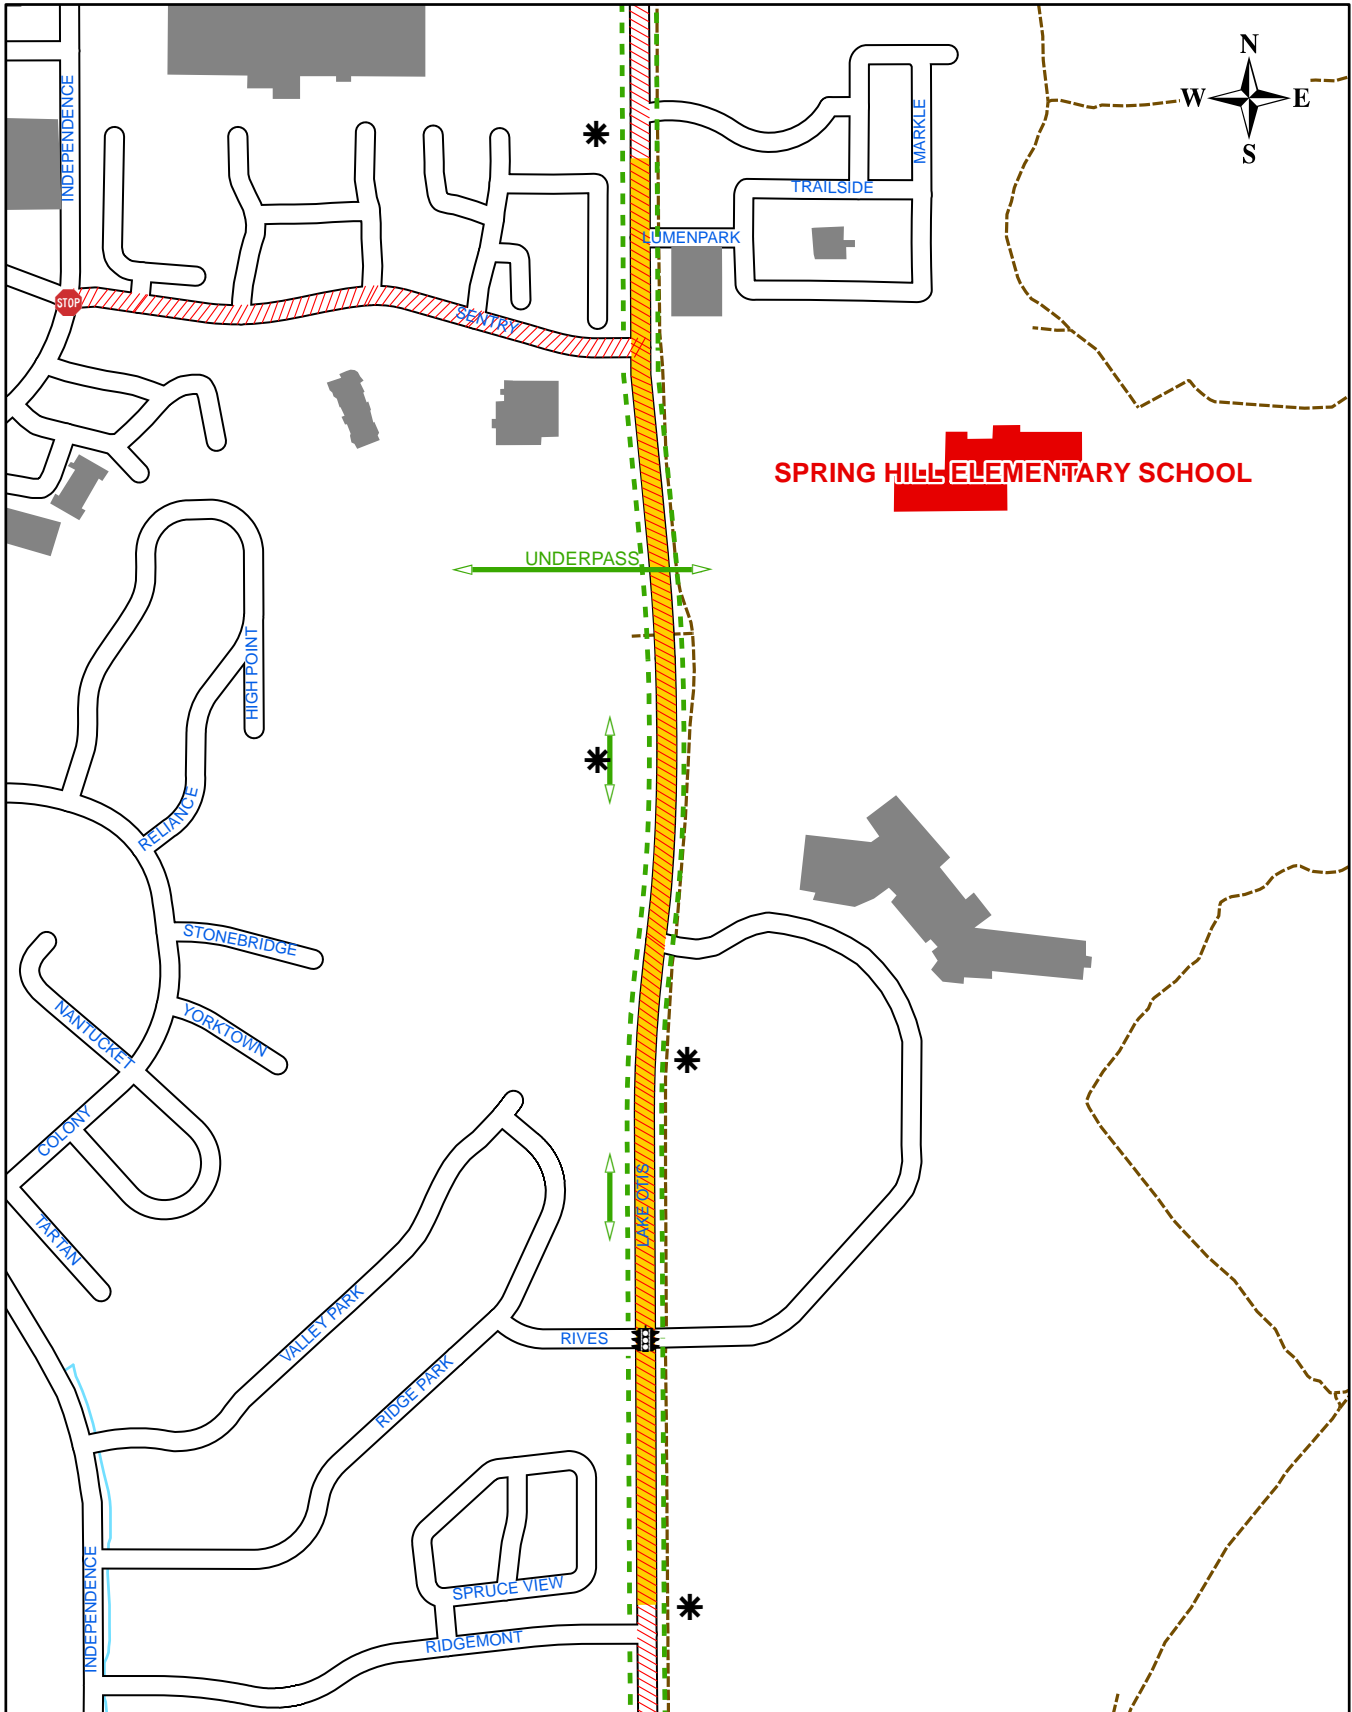 N
W E
S
INDEPENDENCE
MARKLE
TRAILSIDE
LUMENPARK
STOP
SENTRY
SPRING HILL ELEMENTARY SCHOOL
UNDERPASS
HIGH POINT
RELIANCE
STONEBRIDGE
YORKTOWN
NANTUCKET
COLONY
TARTAN
LAKE OTIS
VALLEY PARK
RIVES
RIDGE PARK
SPRUCE VIEW
RIDGEMONT
INDEPENDENCE